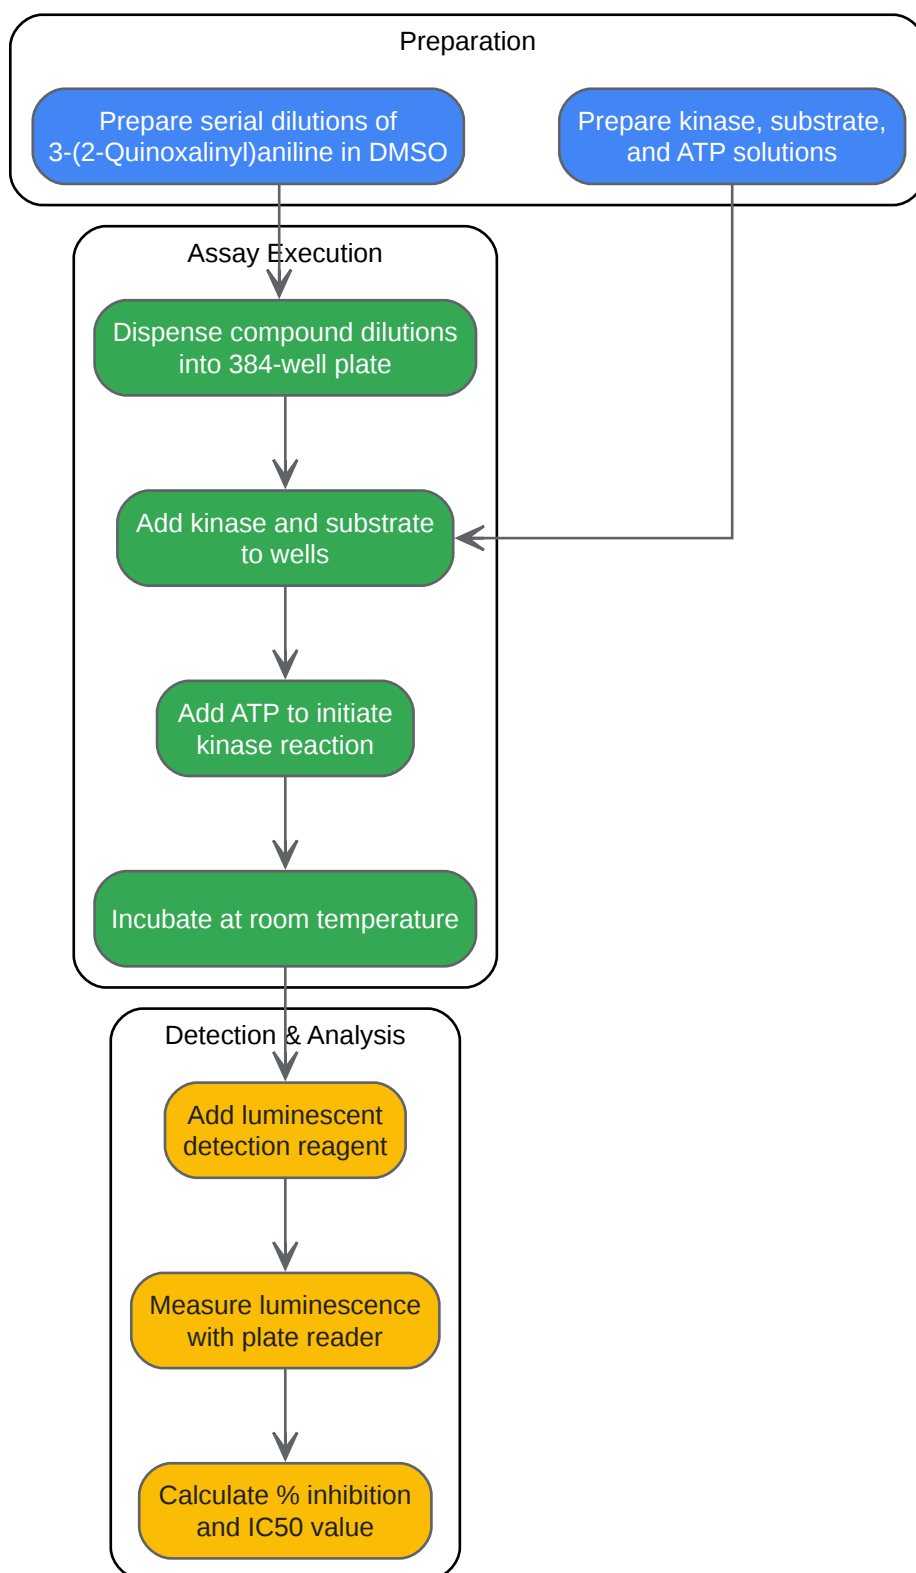 Preparation
Prepare serial dilutions of
3-(2-Quinoxalinyl)aniline in DMSO
Prepare kinase, substrate,
and ATP solutions
Assay Execution
Dispense compound dilutions
into 384-well plate
Add kinase and substrate
to wells
Add ATP to initiate
kinase reaction
Incubate at room temperature
Detection & Analysis
Add luminescent
detection reagent
Measure luminescence
with plate reader
Calculate % inhibition
and IC50 value